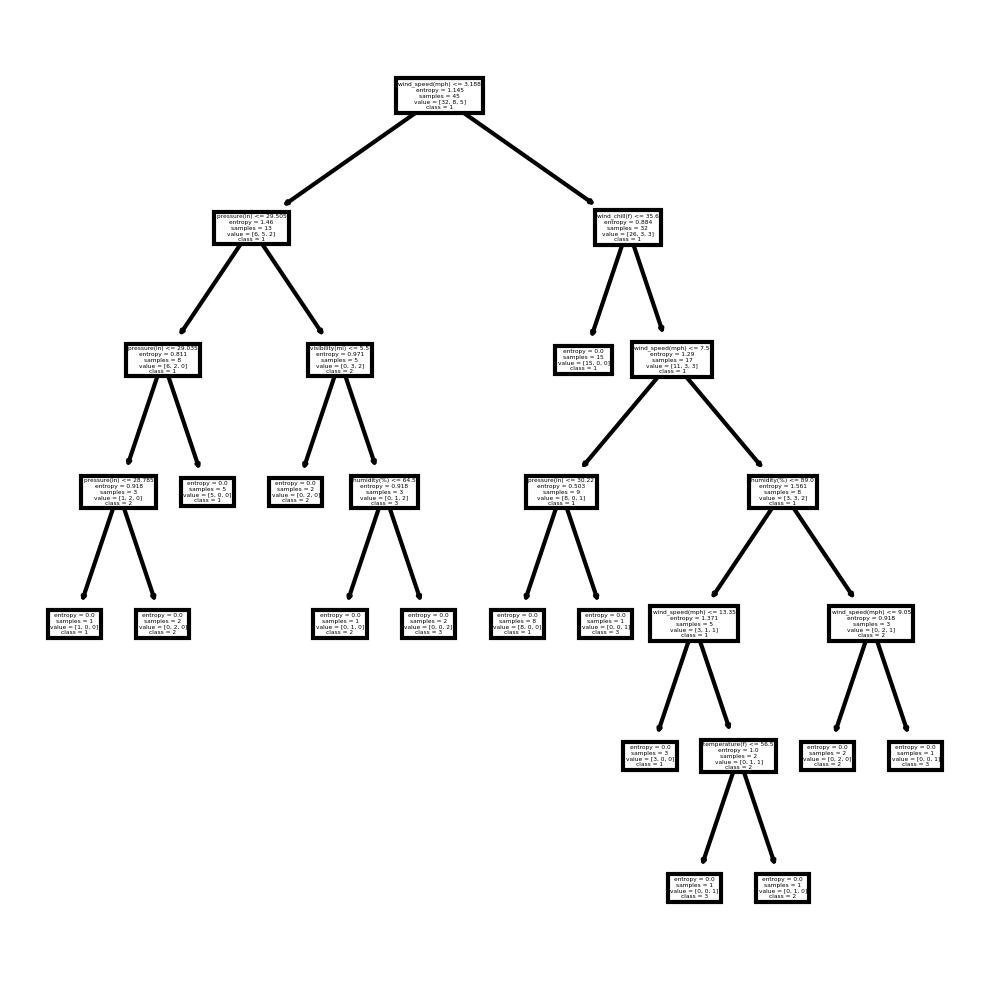 wind_speed(mph) <= 3.188
entropy = 1.145
samples = 45
value = [32, 8, 5]
class = 1
pressure(in) <= 29.505
entropy = 1.46
samples = 13
value = [6, 5, 2]
class = 1
wind_chill(f) <= 35.6
entropy = 0.884
samples = 32
value = [26, 3, 3]
class = 1
pressure(in) <= 29.035
entropy = 0.811
samples = 8
value = [6, 2, 0]
class = 1
visibility(mi) <= 5.5
entropy = 0.971
samples = 5
value = [0, 3, 2]
class = 2
entropy = 0.0
samples = 15
value = [15, 0, 0]
class = 1
wind_speed(mph) <= 7.5
entropy = 1.29
samples = 17
value = [11, 3, 3]
class = 1
pressure(in) <= 28.785
entropy = 0.918
samples = 3
value = [1, 2, 0]
class = 2
entropy = 0.0
samples = 5
value = [5, 0, 0]
class = 1
entropy = 0.0
samples = 2
value = [0, 2, 0]
class = 2
humidity(%) <= 64.5
entropy = 0.918
samples = 3
value = [0, 1, 2]
class = 3
pressure(in) <= 30.22
entropy = 0.503
samples = 9
value = [8, 0, 1]
class = 1
humidity(%) <= 89.0
entropy = 1.561
samples = 8
value = [3, 3, 2]
class = 1
entropy = 0.0
samples = 1
value = [1, 0, 0]
class = 1
entropy = 0.0
samples = 2
value = [0, 2, 0]
class = 2
entropy = 0.0
samples = 1
value = [0, 1, 0]
class = 2
entropy = 0.0
samples = 2
value = [0, 0, 2]
class = 3
entropy = 0.0
samples = 8
value = [8, 0, 0]
class = 1
entropy = 0.0
samples = 1
value = [0, 0, 1]
class = 3
wind_speed(mph) <= 13.35
entropy = 1.371
samples = 5
value = [3, 1, 1]
class = 1
wind_speed(mph) <= 9.05
entropy = 0.918
samples = 3
value = [0, 2, 1]
class = 2
entropy = 0.0
samples = 3
value = [3, 0, 0]
class = 1
temperature(f) <= 56.5
entropy = 1.0
samples = 2
value = [0, 1, 1]
class = 2
entropy = 0.0
samples = 2
value = [0, 2, 0]
class = 2
entropy = 0.0
samples = 1
value = [0, 0, 1]
class = 3
entropy = 0.0
samples = 1
value = [0, 0, 1]
class = 3
entropy = 0.0
samples = 1
value = [0, 1, 0]
class = 2